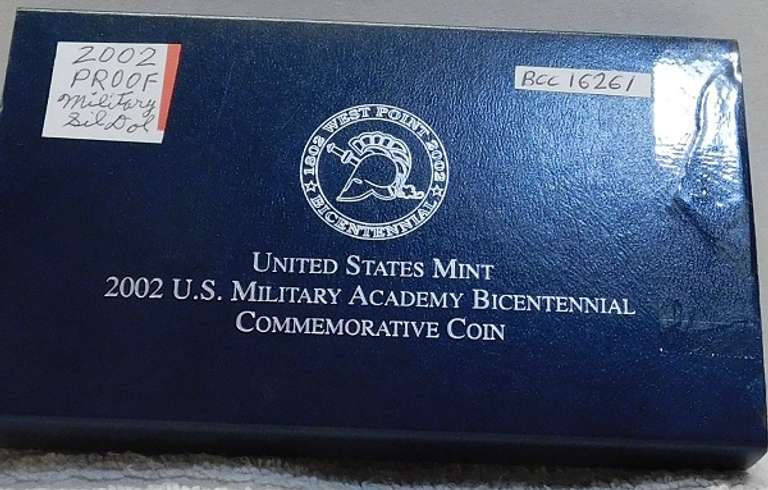 2002
PROOF
Military
Sil Dol
BCC 16261
1802 WEST POINT 2002
BICENTENNIAL
UNITED STATES MINT
2002 U.S. MILITARY ACADEMY BICENTENNIAL
COMMEMORATIVE COIN